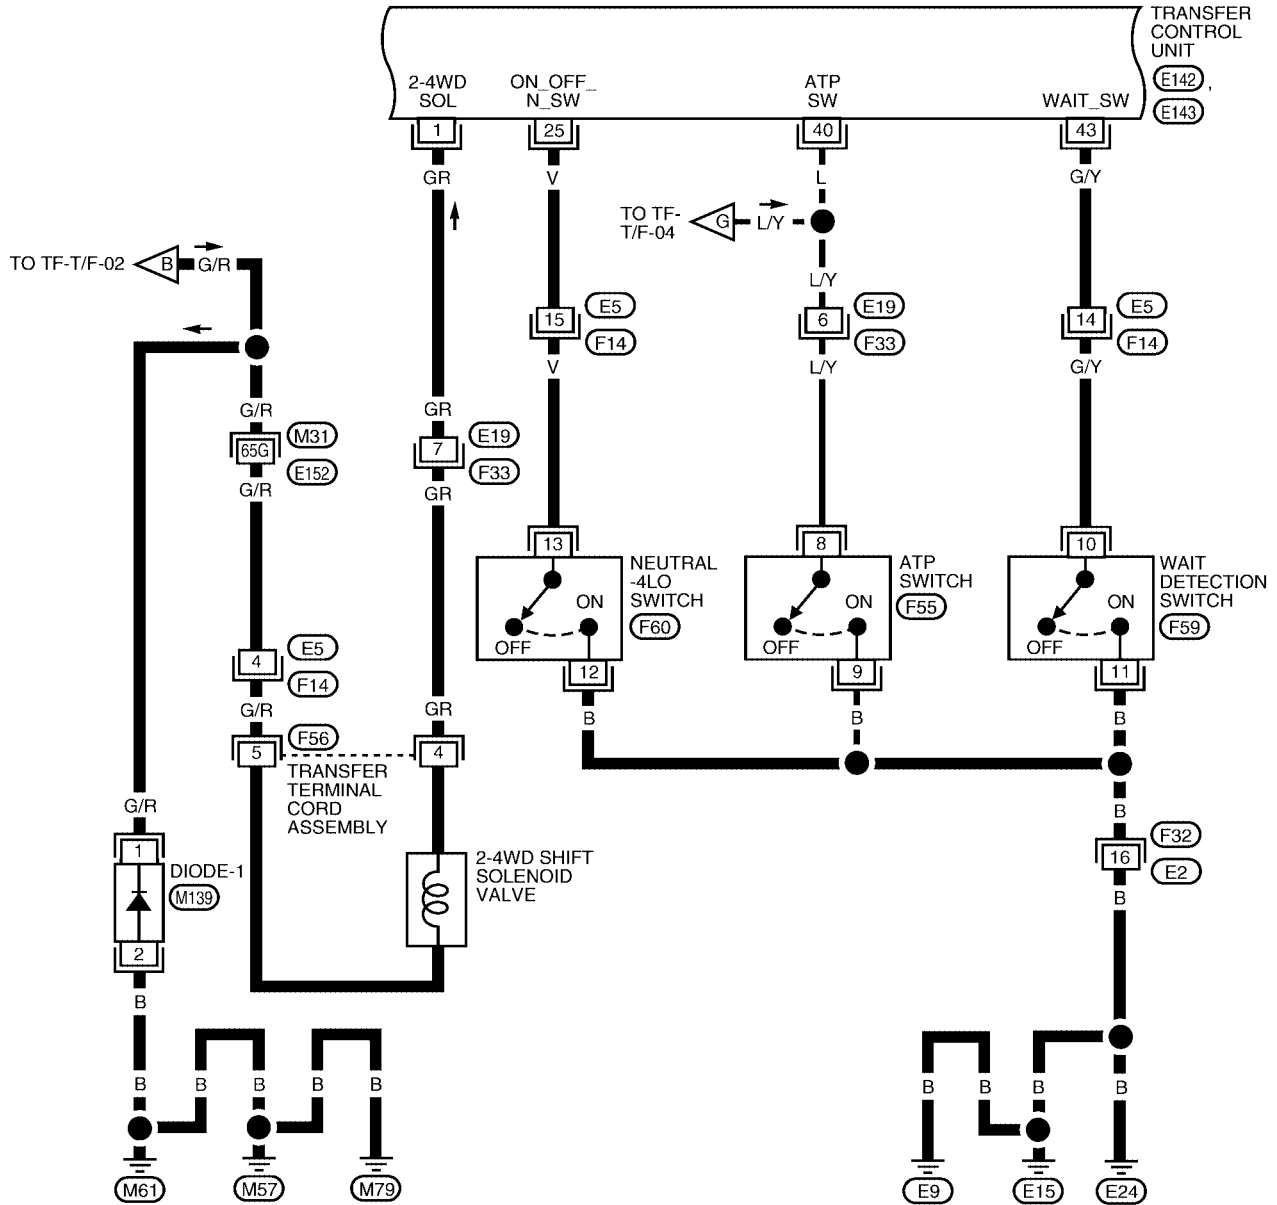 TRANSFER
CONTROL
UNIT
E142 ,
E143
2-4WD
SOL
ON_OFF_
N_SW
ATP
SW
WAIT_SW
1
25
40
43
GR
V
L
G/Y
TO TF-
T/F-04
G
L/Y
TO TF-T/F-02
B
G/R
L/Y
15
E5
F14
6
E19
F33
14
E5
F14
V
L/Y
G/Y
G/R
GR
65G
M31
E152
7
E19
F33
G/R
GR
13
8
10
NEUTRAL
-4LO
SWITCH
F60
ON
OFF
ATP
SWITCH
F55
ON
OFF
WAIT
DETECTION
SWITCH
F59
ON
OFF
4
E5
F14
12
9
11
G/R
GR
B
B
B
5
F56
4
TRANSFER
TERMINAL
CORD
ASSEMBLY
G/R
B
1
DIODE-1
M139
2
2-4WD SHIFT
SOLENOID
VALVE
16
F32
E2
B
B
B
B
B
B
B
B
B
B
B
M61
M57
M79
E9
E15
E24